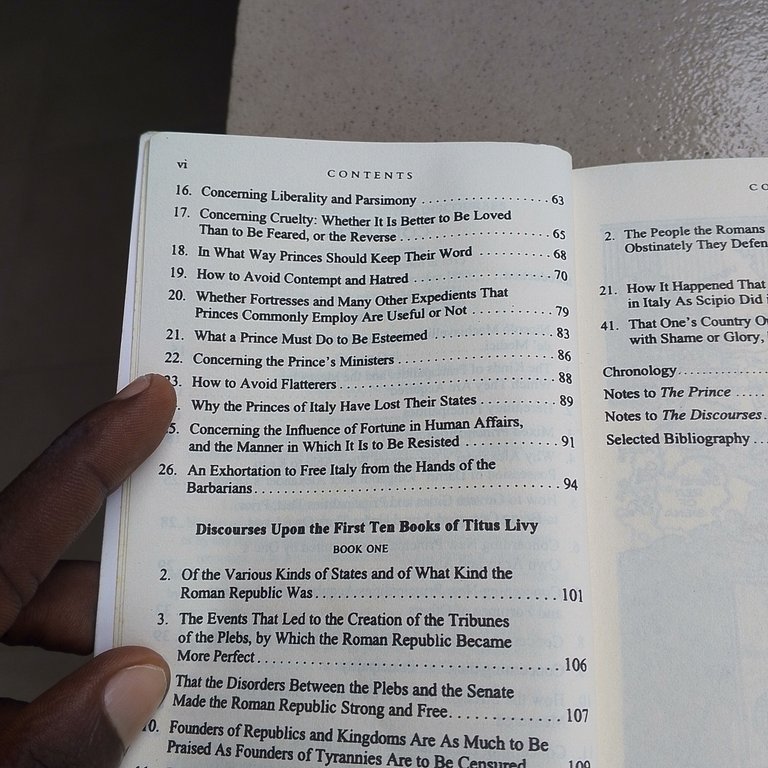 vi
CONTENTS
16. Concerning Liberality and Parsimony .................... 63
17. Concerning Cruelty: Whether It Is Better to Be Loved
Than to Be Feared, or the Reverse ........................ 65
18. In What Way Princes Should Keep Their Word ........... 68
19. How to Avoid Contempt and Hatred ..................... 70
20. Whether Fortresses and Many Other Expedients That
Princes Commonly Employ Are Useful or Not ............. 79
21. What a Prince Must Do to Be Esteemed ................. 83
22. Concerning the Prince's Ministers ........................ 86
23. How to Avoid Flatterers ................................ 88
Why the Princes of Italy Have Lost Their States ........... 89
5. Concerning the Influence of Fortune in Human Affairs,
and the Manner in Which It Is to Be Resisted .............. 91
26. An Exhortation to Free Italy from the Hands of the
Barbarians ............................................ 94
Discourses Upon the First Ten Books of Titus Livy
BOOK ONE
2. Of the Various Kinds of States and of What Kind the
Roman Republic Was .................................. 101
3. The Events That Led to the Creation of the Tribunes
of the Plebs, by Which the Roman Republic Became
More Perfect .......................................... 106
That the Disorders Between the Plebs and the Senate
Made the Roman Republic Strong and Free ................ 107
10. Founders of Republics and Kingdoms Are As Much to Be
Praised As Founders of Tyrannies Are to Be Censured 109
CO
2. The People the Romans
Obstinately They Defen
21. How It Happened That
in Italy As Scipio Did
41. That One's Country O
with Shame or Glory,
Chronology
Notes to The Prince .....
Notes to The Discourses.
Selected Bibliography ...